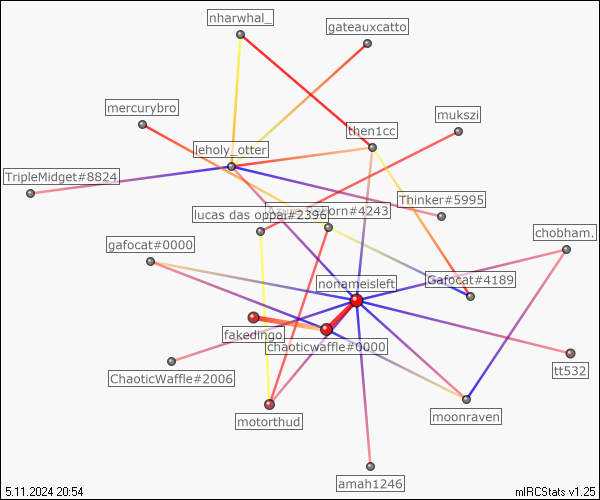 nharwhal_
gateauxcatto
mercurybro
mukszi
then1cc
leholy_otter
TripleMidget#8824
Thinker#5995
#4243
lucas das oppai#2396
chobham.
gafocat#0000
nonameisleft
Gafocat#4189
fakedingo
chaoticwaffle#0000
tt532
ChaoticWaffle#2006
motorthud
moonraven
amah1246
5.11.2024 20:54
mIRCStats v1.25